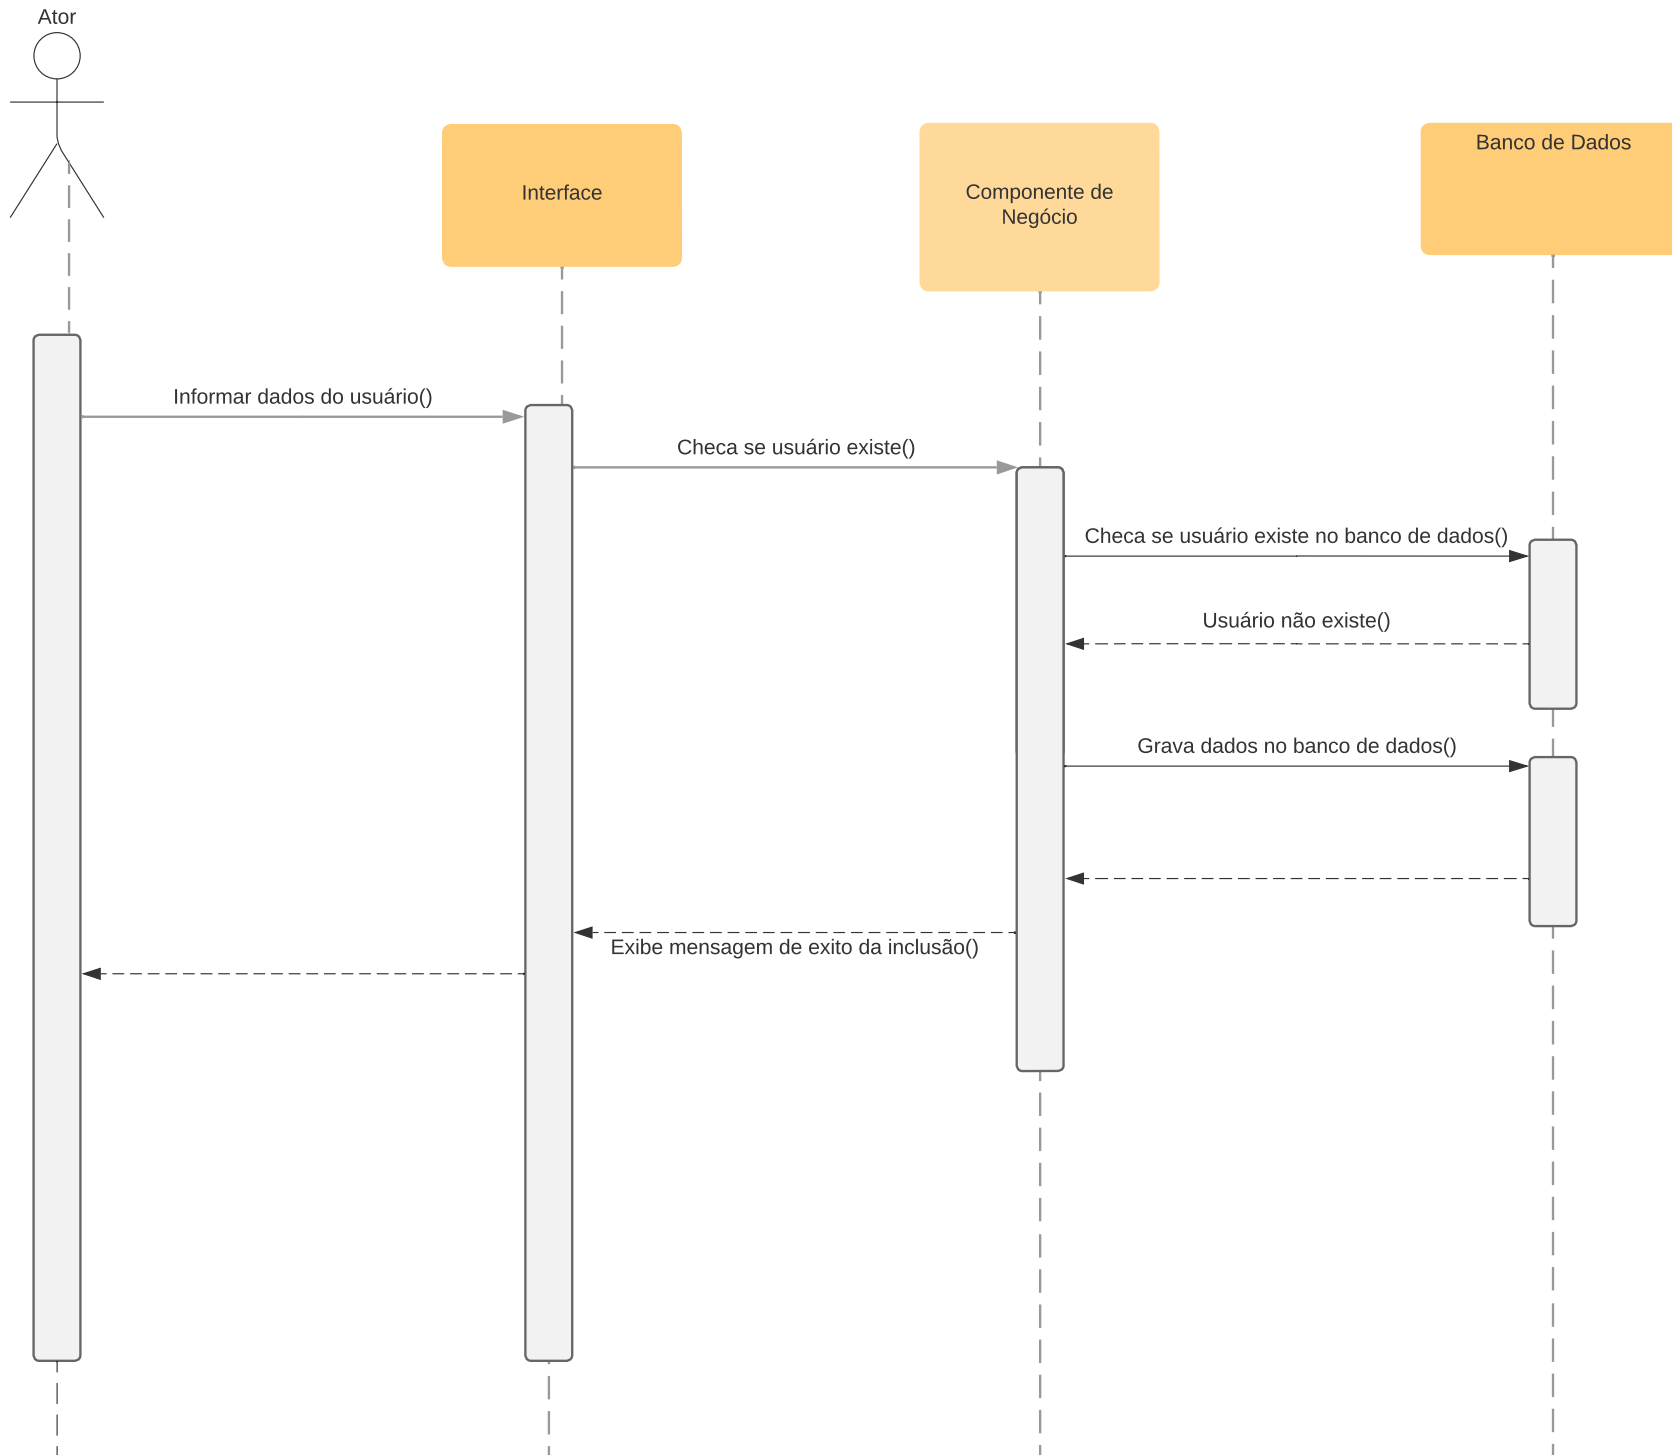 Ator
Interface
Componente de
Negócio
Banco de Dados
Informar dados do usuário()
Checa se usuário existe()
Checa se usuário existe no banco de dados()
Usuário não existe()
Grava dados no banco de dados()
Exibe mensagem de exito da inclusão()